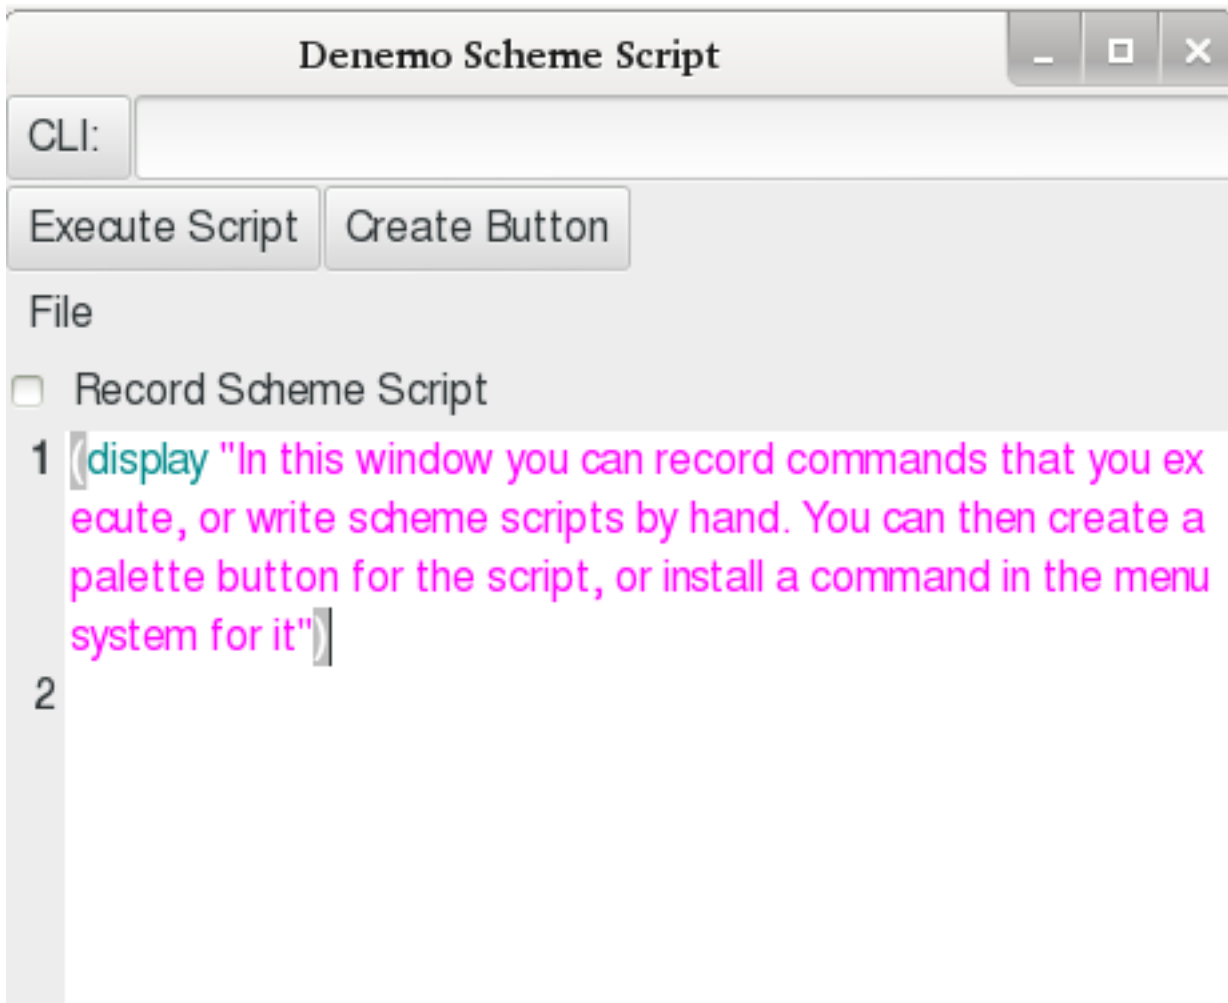 Denemo Scheme Script
CLI:
Execute Script Create Button
File
Record Scheme Script
1 (display "In this window you can record commands that you ex
ecute, or write scheme scripts by hand. You can then create a
palette button for the script, or install a command in the menu
system for it")
2